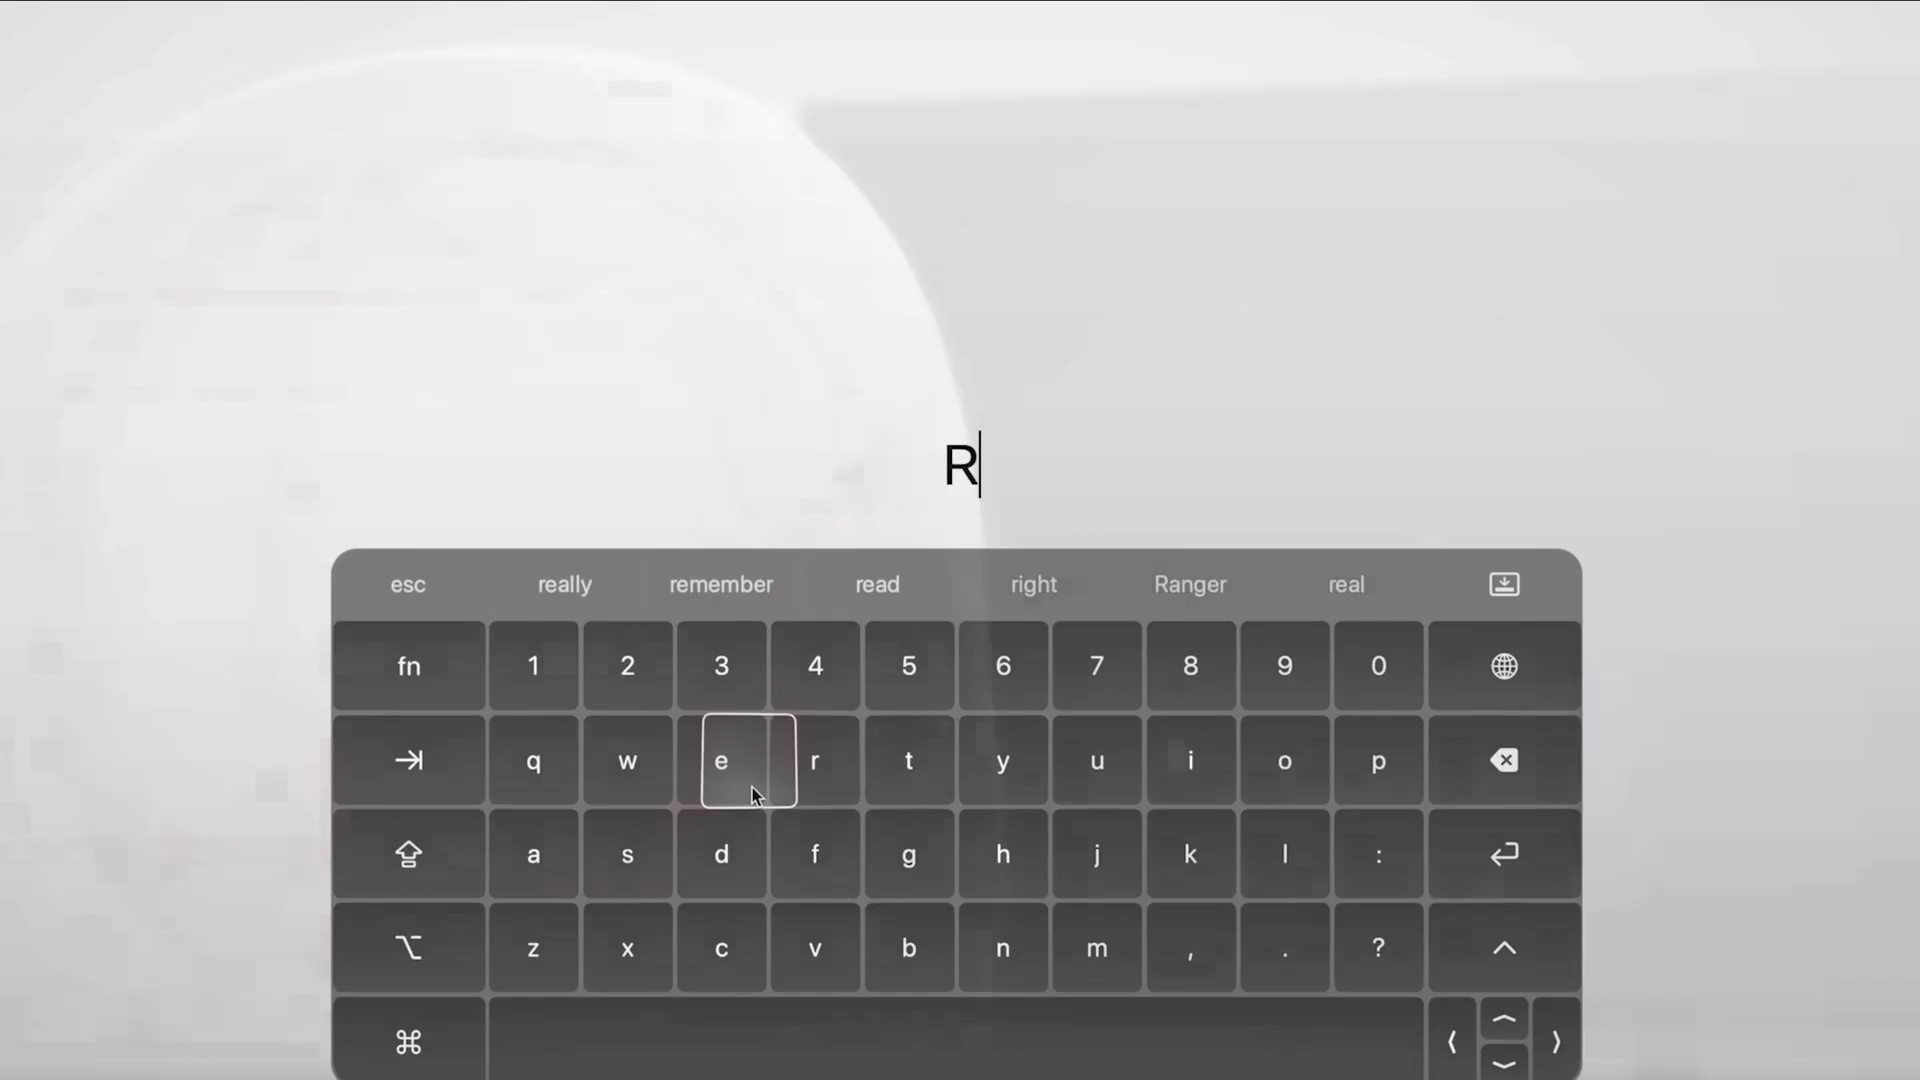 R
esc really remember read right Ranger real
fn 1 2 3 4 5 6 7 8 9 0
q w e r t y u i o p
a s d f g h j k l :
z x c v b n m , . ?